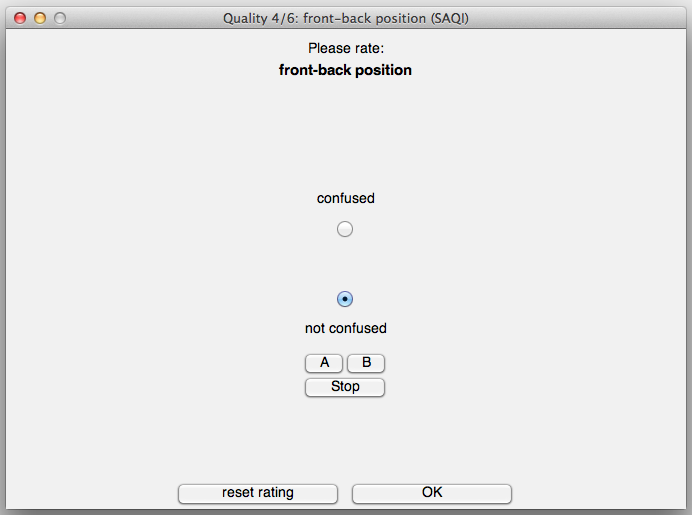 Quality 4/6: front-back position (SAQI)
Please rate:
front-back position
confused
not confused
A B
Stop
reset rating OK